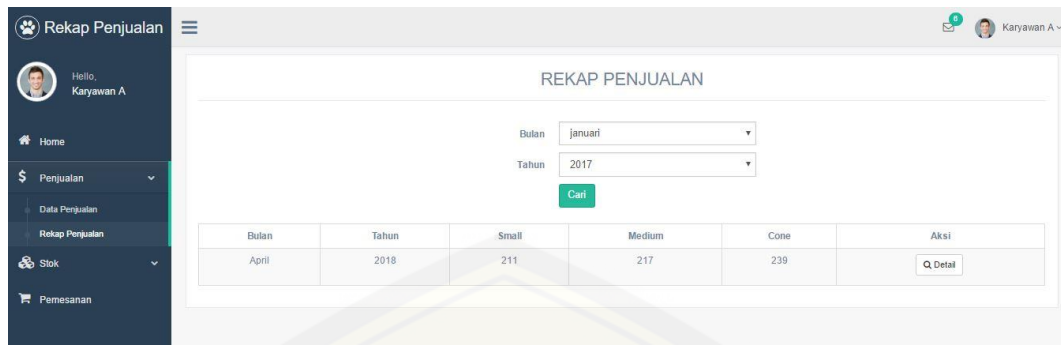 Rekap Penjualan
6
Karyawan A
Hello,
Karyawan A
Home
Penjualan
Data Penjualan
Rekap Penjualan
Stok
Pemesanan
REKAP PENJUALAN
Bulan januari
Tahun 2017
Cari
Bulan Tahun Small Medium Cone Aksi
April 2018 211 217 239 Detail